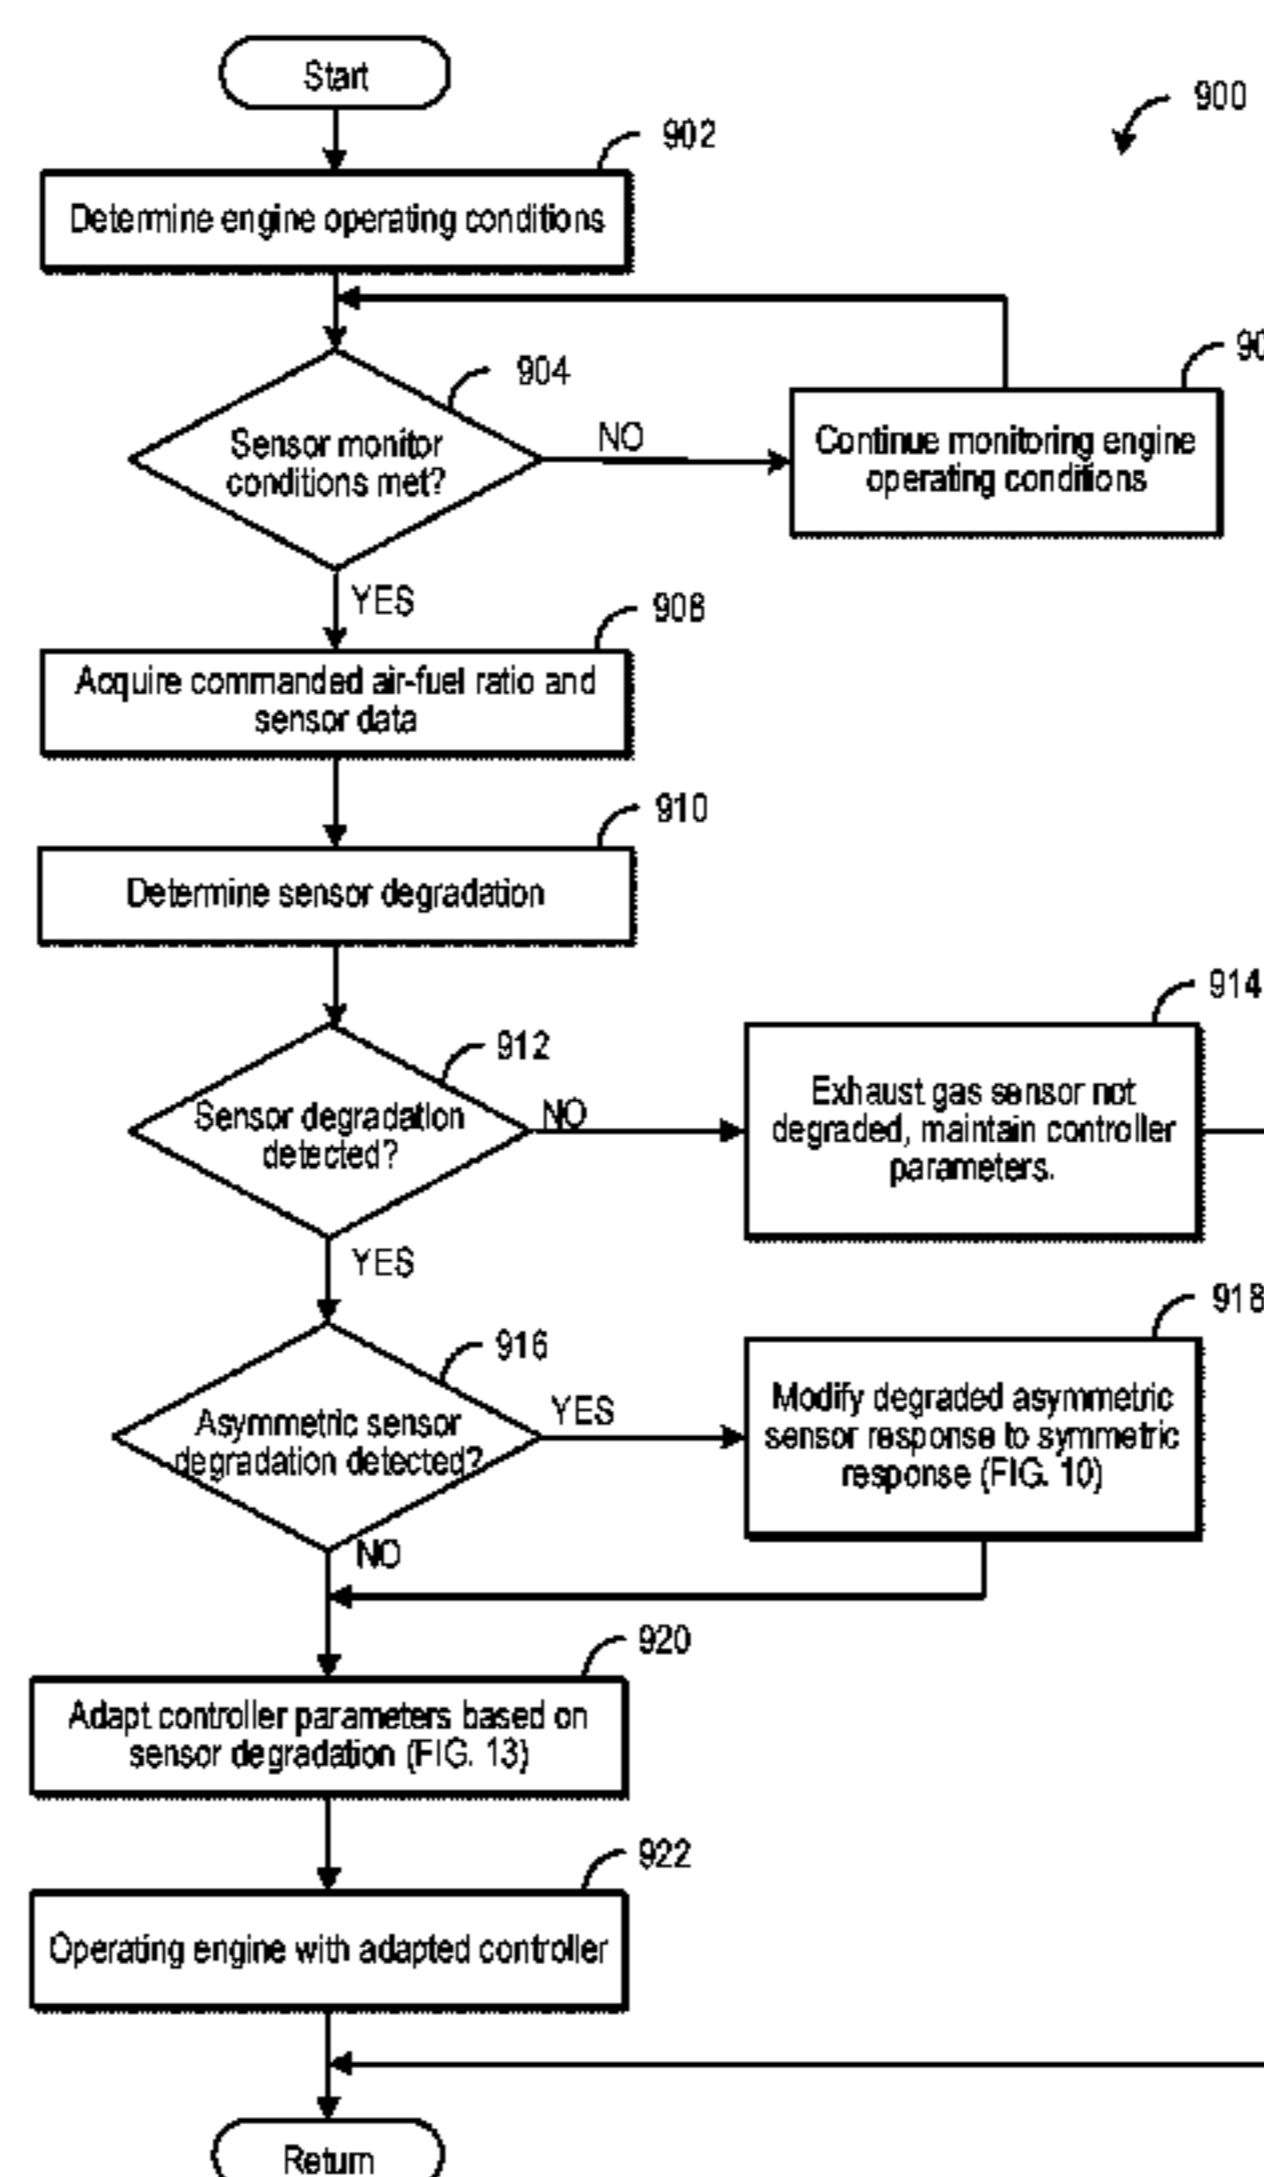 Start
900
902
Determine engine operating conditions
904
Sensor monitor
conditions met?
NO
90
Continue monitoring engine
operating conditions
YES
908
Acquire commanded air-fuel ratio and
sensor data
910
Determine sensor degradation
912
Sensor degradation
detected?
NO
914
Exhaust gas sensor not
degraded, maintain controller
parameters.
YES
916
Asymmetric sensor
degradation detected?
YES
918
Modify degraded asymmetric
sensor response to symmetric
response (FIG. 10)
NO
920
Adapt controller parameters based on
sensor degradation (FIG. 13)
922
Operating engine with adapted controller
Return